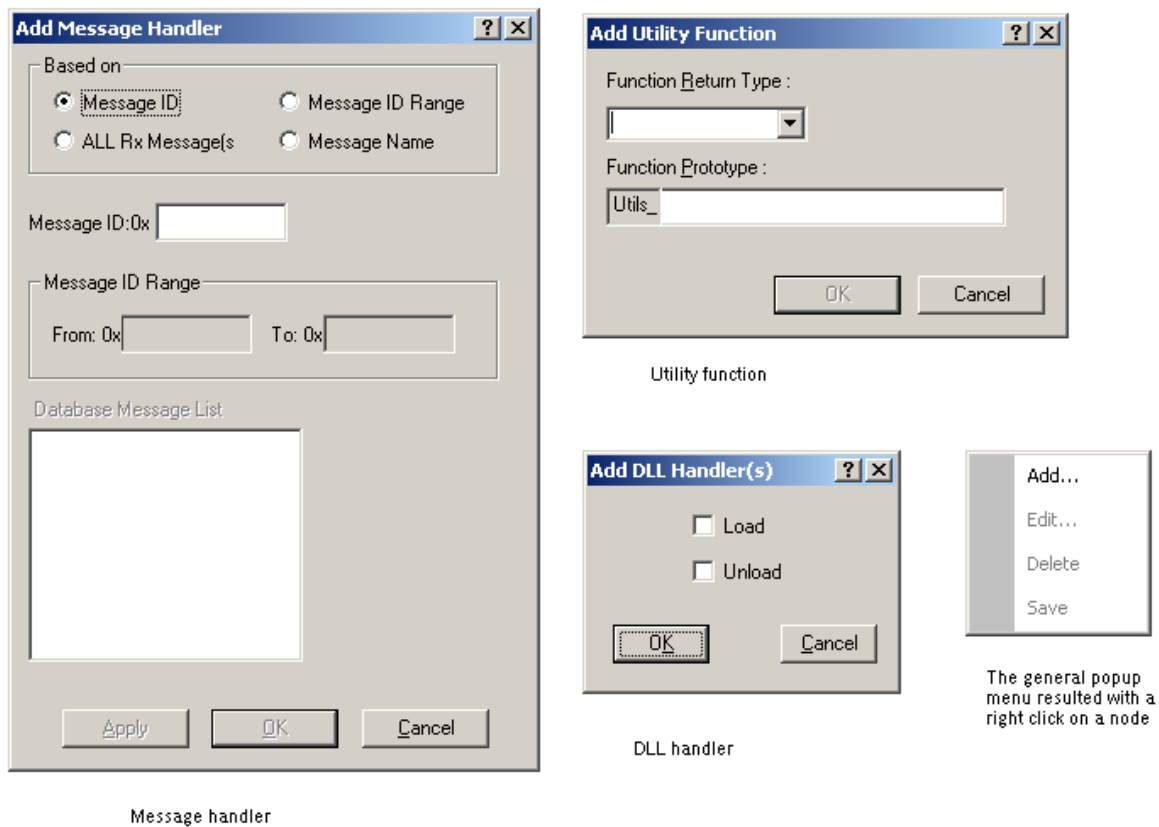 Add Message Handler
Based on
Message ID
Message ID Range
ALL Rx Message(s
Message Name
Message ID:0x
Message ID Range
From: 0x
To: 0x
Database Message List
Apply
OK
Cancel
Message handler
Add Utility Function
Function Return Type :
Function Prototype :
Utils_
OK
Cancel
Utility function
Add DLL Handler(s)
Load
Unload
OK
Cancel
DLL handler
Add...
Edit...
Delete
Save
The general popup
menu resulted with a
right click on a node